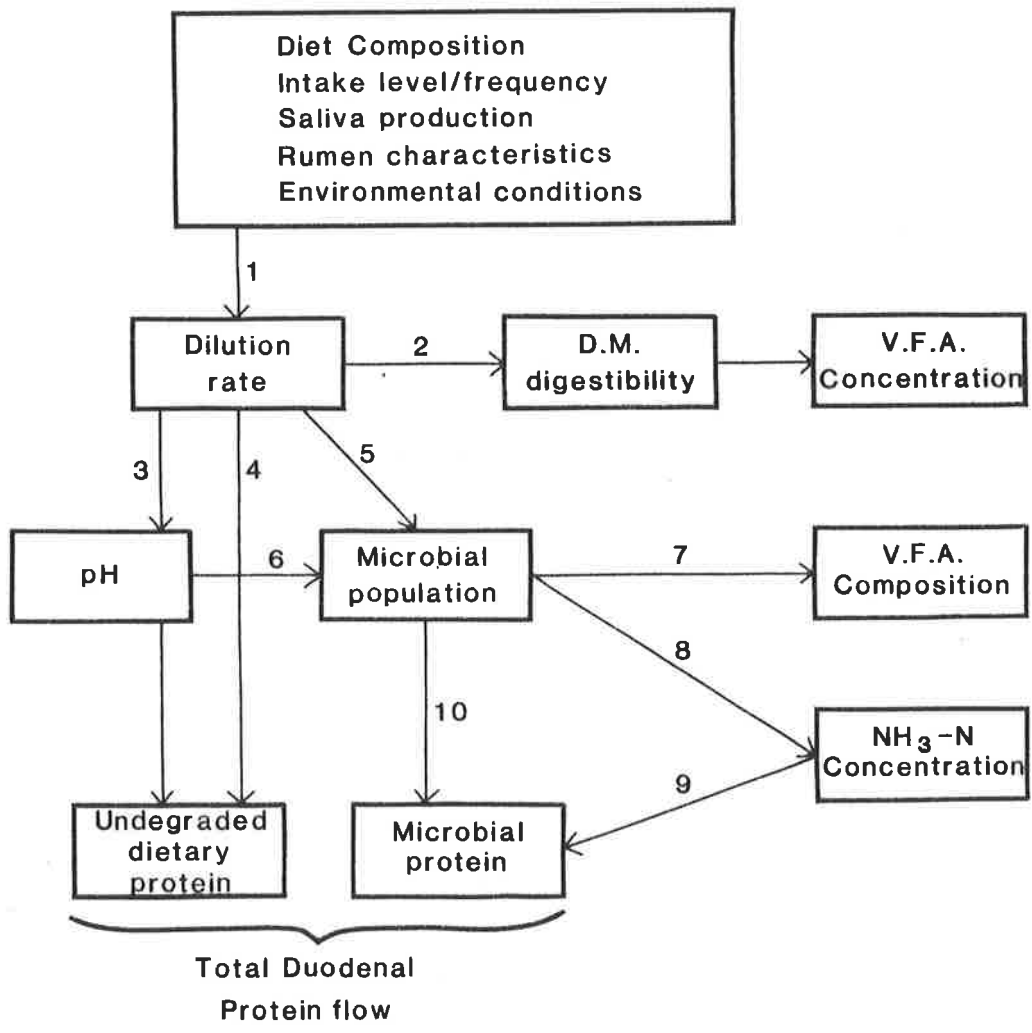 Diet Composition
Intake level/frequency
Saliva production
Rumen characteristics
Environmental conditions
1
Dilution
rate
2
D.M.
digestibility
V.F.A.
Concentration
3
4
5
pH
6
Microbial
population
7
V.F.A.
Composition
8
10
NH₃-N
Concentration
9
Undegraded
dietary
protein
Microbial
protein
Total Duodenal
Protein flow